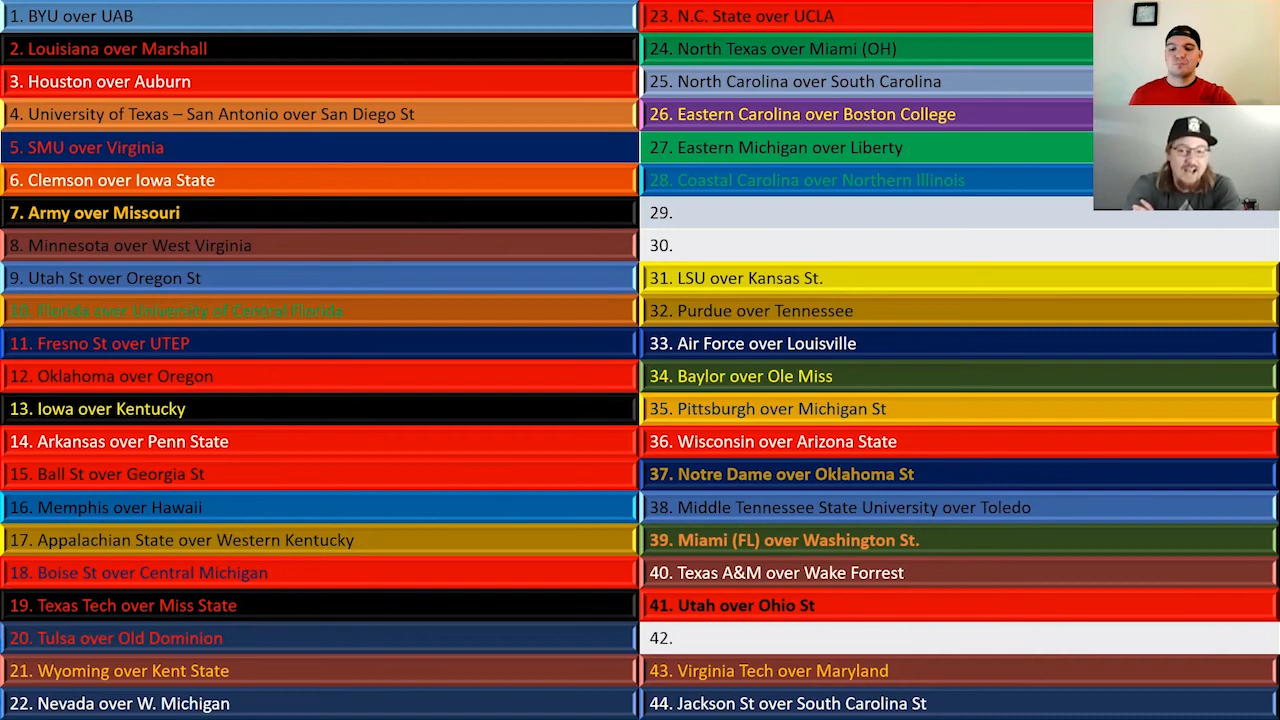 1. BYU over UAB
2. Louisiana over Marshall
3. Houston over Auburn
4. University of Texas – San Antonio over San Diego St
5. SMU over Virginia
6. Clemson over Iowa State
7. Army over Missouri
8. Minnesota over West Virginia
9. Utah St over Oregon St
10. Florida over University of Central Florida
11. Fresno St over UTEP
12. Oklahoma over Oregon
13. Iowa over Kentucky
14. Arkansas over Penn State
15. Ball St over Georgia St
16. Memphis over Hawaii
17. Appalachian State over Western Kentucky
18. Boise St over Central Michigan
19. Texas Tech over Miss State
20. Tulsa over Old Dominion
21. Wyoming over Kent State
22. Nevada over W. Michigan
23. N.C. State over UCLA
24. North Texas over Miami (OH)
25. North Carolina over South Carolina
26. Eastern Carolina over Boston College
27. Eastern Michigan over Liberty
28. Coastal Carolina over Northern Illinois
29.
30.
31. LSU over Kansas St.
32. Purdue over Tennessee
33. Air Force over Louisville
34. Baylor over Ole Miss
35. Pittsburgh over Michigan St
36. Wisconsin over Arizona State
37. Notre Dame over Oklahoma St
38. Middle Tennessee State University over Toledo
39. Miami (FL) over Washington St.
40. Texas A&M over Wake Forrest
41. Utah over Ohio St
42.
43. Virginia Tech over Maryland
44. Jackson St over South Carolina St